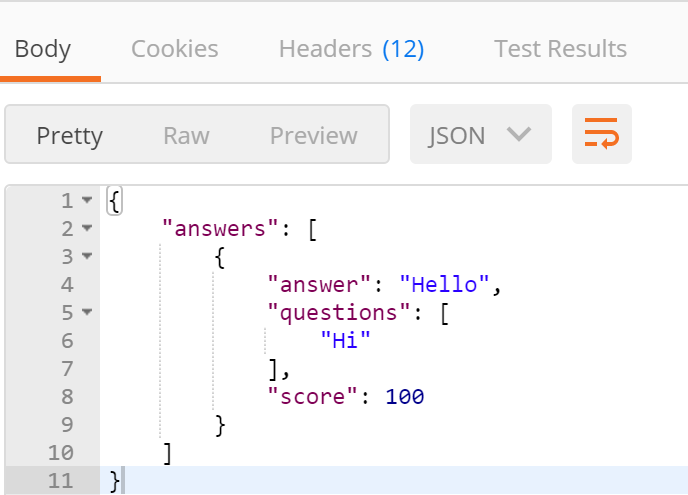 Body Cookies Headers (12) Test Results
Pretty Raw Preview JSON
1 {
2     "answers": [
3         {
4             "answer": "Hello",
5             "questions": [
6                 "Hi"
7             ],
8             "score": 100
9         }
10     ]
11 }